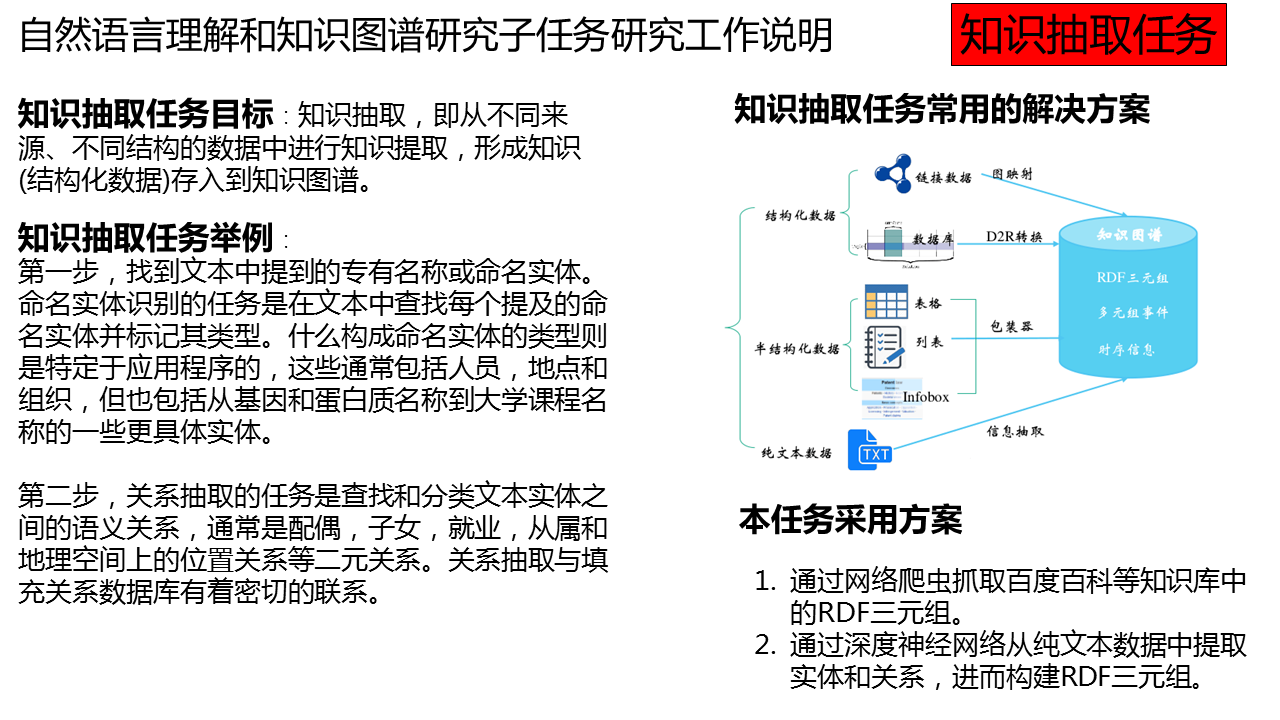 自然语言理解和知识图谱研究子任务研究工作说明
知识抽取任务
知识抽取任务目标：知识抽取，即从不同来
源、不同结构的数据中进行知识提取，形成知识
(结构化数据)存入到知识图谱。
知识抽取任务举例：
第一步，找到文本中提到的专有名称或命名实体。
命名实体识别的任务是在文本中查找每个提及的命
名实体并标记其类型。什么构成命名实体的类型则
是特定于应用程序的，这些通常包括人员，地点和
组织，但也包括从基因和蛋白质名称到大学课程名
称的一些更具体实体。
第二步，关系抽取的任务是查找和分类文本实体之
间的语义关系，通常是配偶，子女，就业，从属和
地理空间上的位置关系等二元关系。关系抽取与填
充关系数据库有着密切的联系。
知识抽取任务常用的解决方案
链接数据
图映射
结构化数据
数据库
D2R转换
知识图谱
RDF三元组
多元组事件
时序信息
表格
包装器
列表
半结构化数据
Infobox
信息抽取
纯文本数据
TXT
本任务采用方案
1. 通过网络爬虫抓取百度百科等知识库中
的RDF三元组。
2. 通过深度神经网络从纯文本数据中提取
实体和关系，进而构建RDF三元组。